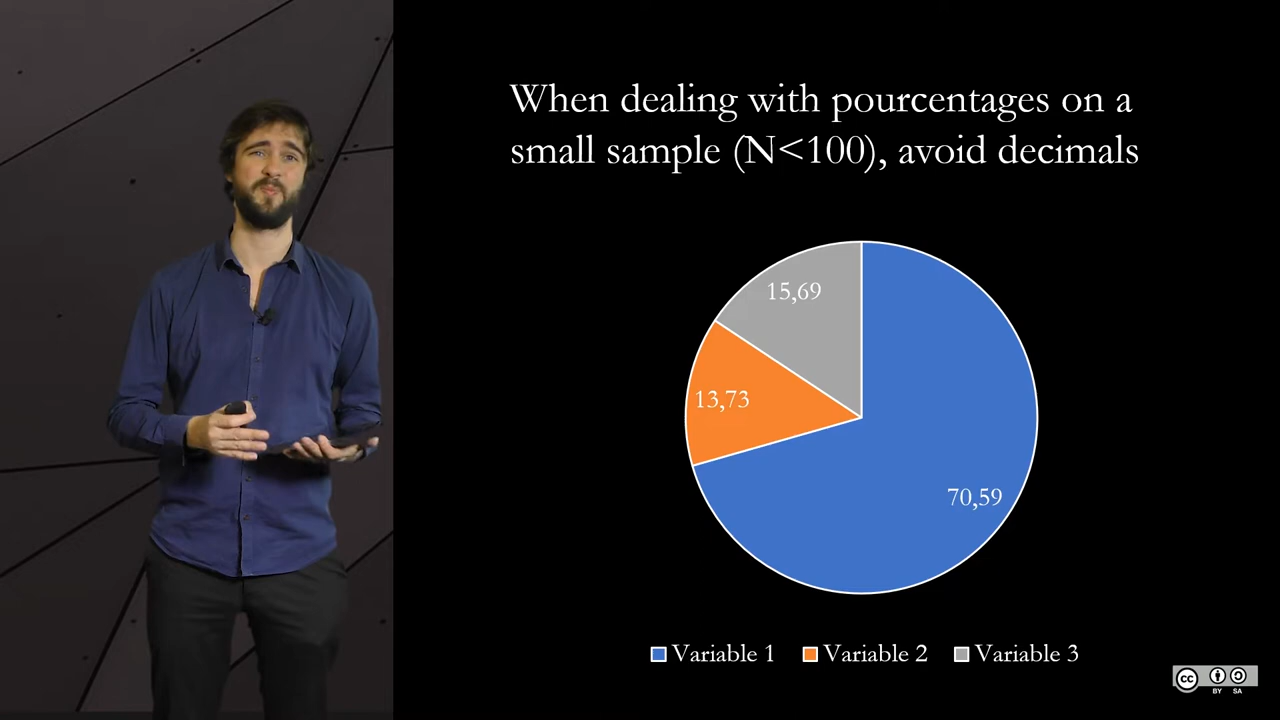 When dealing with pourcentages on a
small sample (N<100), avoid decimals
15,69
13,73
70,59
Variable 1 Variable 2 Variable 3
cc
BY SA